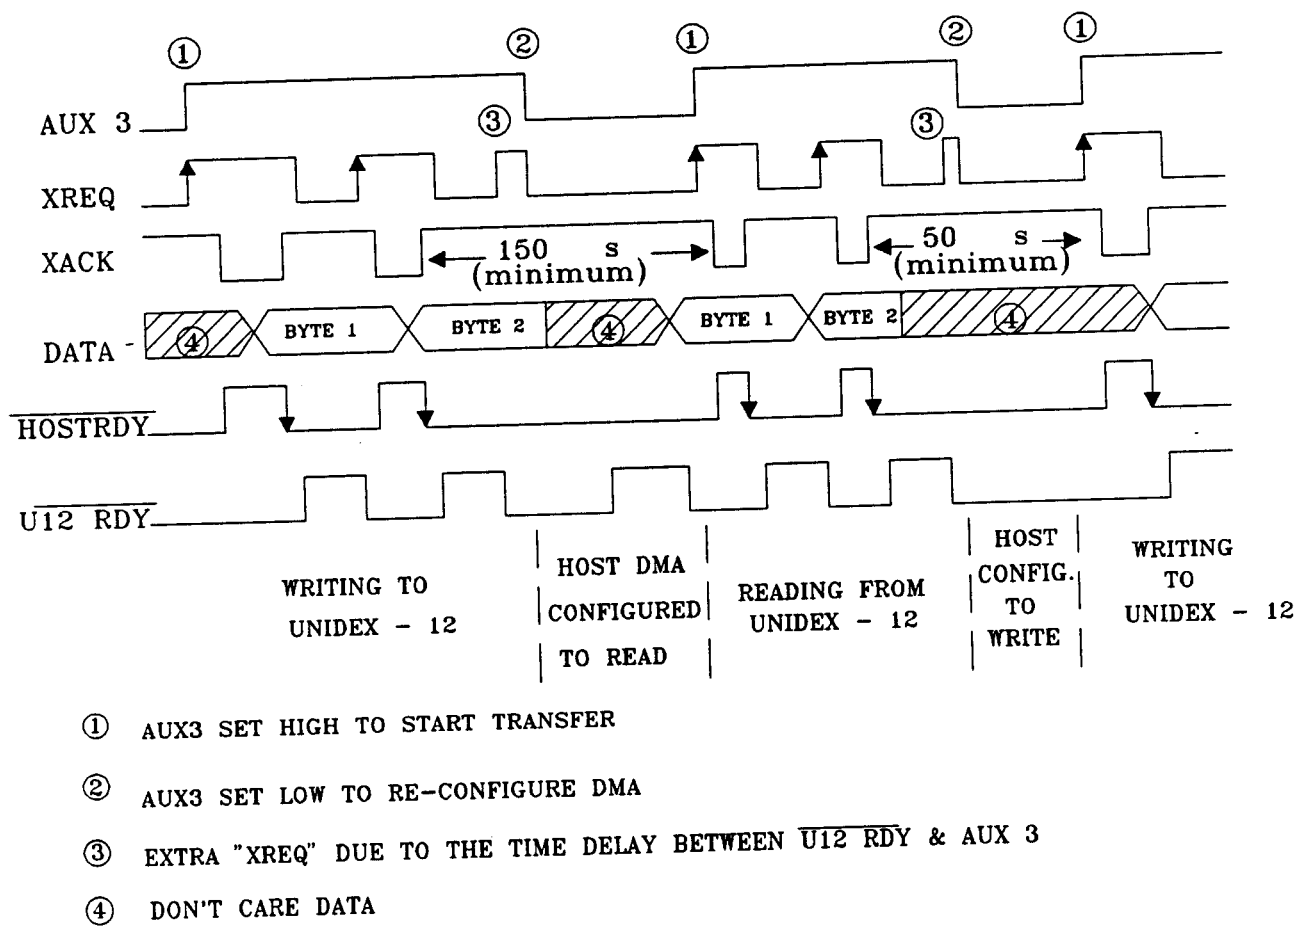 ① ② ① ② ①
AUX 3
③ ③
XREQ
XACK
150 s
(minimum)
50 s
(minimum)
DATA
④ BYTE 1 BYTE 2 ④ BYTE 1 BYTE 2 ④
HOSTRDY
U12 RDY
WRITING TO
UNIDEX - 12
HOST DMA
CONFIGURED
TO READ
READING FROM
UNIDEX - 12
HOST
CONFIG.
TO
WRITE
WRITING
TO
UNIDEX - 12
① AUX3 SET HIGH TO START TRANSFER
② AUX3 SET LOW TO RE-CONFIGURE DMA
③ EXTRA "XREQ" DUE TO THE TIME DELAY BETWEEN U12 RDY & AUX 3
④ DON'T CARE DATA